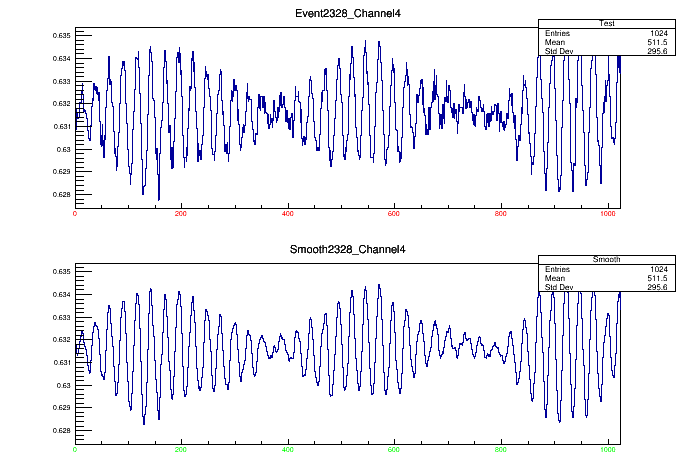 Event2328_Channel4
Test
Entries 1024
Mean 511.5
Std Dev 295.6
0.635
0.634
0.633
0.632
0.631
0.63
0.629
0.628
0 200 400 600 800 1000
Smooth2328_Channel4
Smooth
Entries 1024
Mean 511.5
Std Dev 295.6
0.635
0.634
0.633
0.632
0.631
0.63
0.629
0.628
0 200 400 600 800 1000